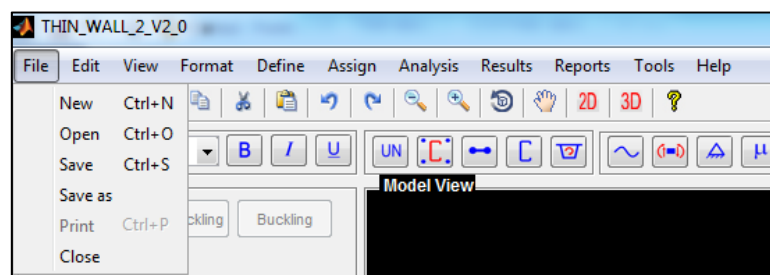 THIN_WALL_2_V2_0
File Edit View Format Define Assign Analysis Results Reports Tools Help
New Ctrl+N
2D 3D ?
Open Ctrl+O
B I U UN C C μ
Save Ctrl+S
Save as
Model View
Print Ctrl+P
ckling Buckling
Close